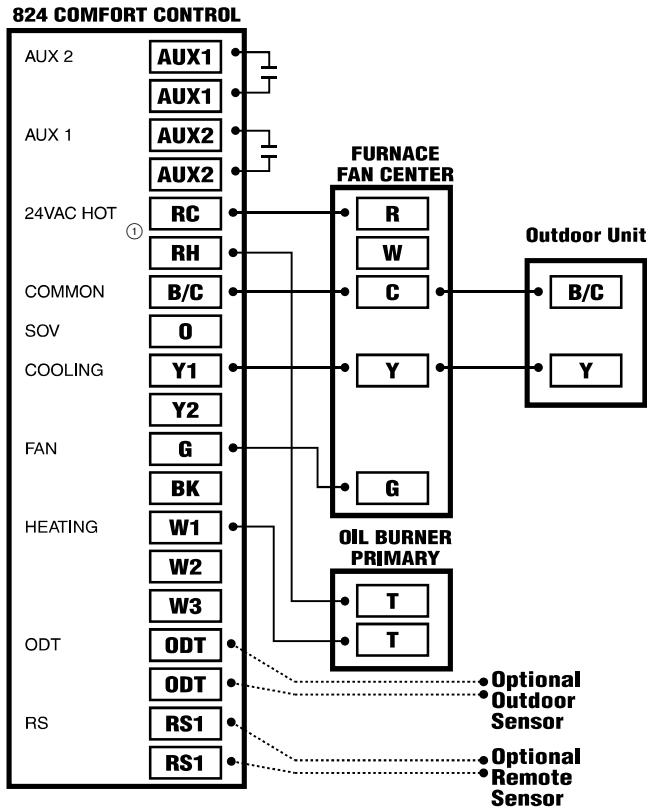 824 COMFORT CONTROL
AUX 2
AUX1
AUX1
AUX 1
AUX2
AUX2
24VAC HOT
RC
1
RH
COMMON
B/C
SOV
O
COOLING
Y1
Y2
FAN
G
BK
HEATING
W1
W2
W3
ODT
ODT
ODT
RS
RS1
RS1
FURNACE
FAN CENTER
R
W
C
Y
G
OIL BURNER
PRIMARY
T
T
Outdoor Unit
B/C
Y
Optional
Outdoor
Sensor
Optional
Remote
Sensor